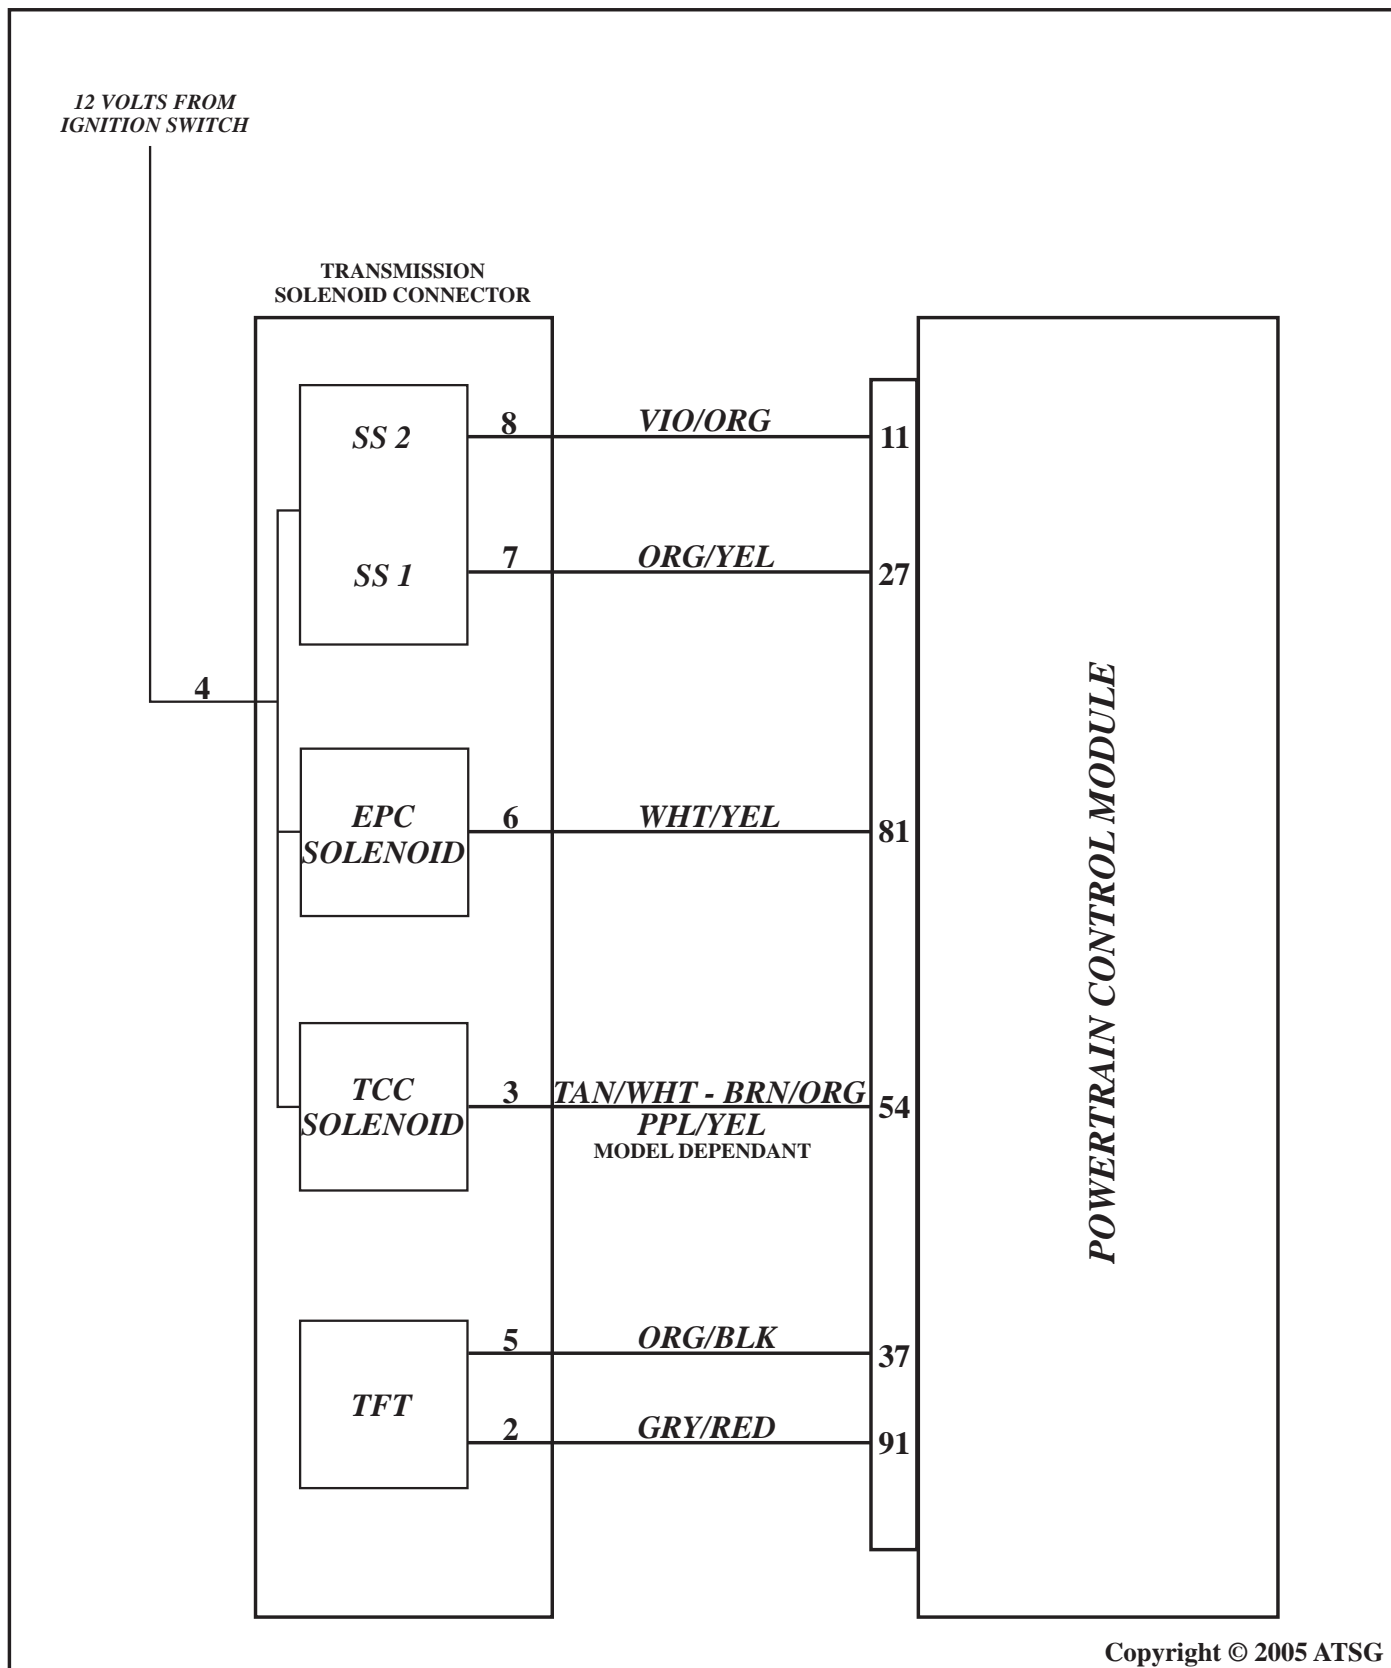 12 VOLTS FROM
IGNITION SWITCH
TRANSMISSION
SOLENOID CONNECTOR
SS 2
8
VIO/ORG
11
SS 1
7
ORG/YEL
27
4
EPC
SOLENOID
6
WHT/YEL
81
TCC
SOLENOID
3
TAN/WHT - BRN/ORG
PPL/YEL
MODEL DEPENDANT
54
TFT
5
ORG/BLK
37
2
GRY/RED
91
POWERTRAIN CONTROL MODULE
Copyright © 2005 ATSG